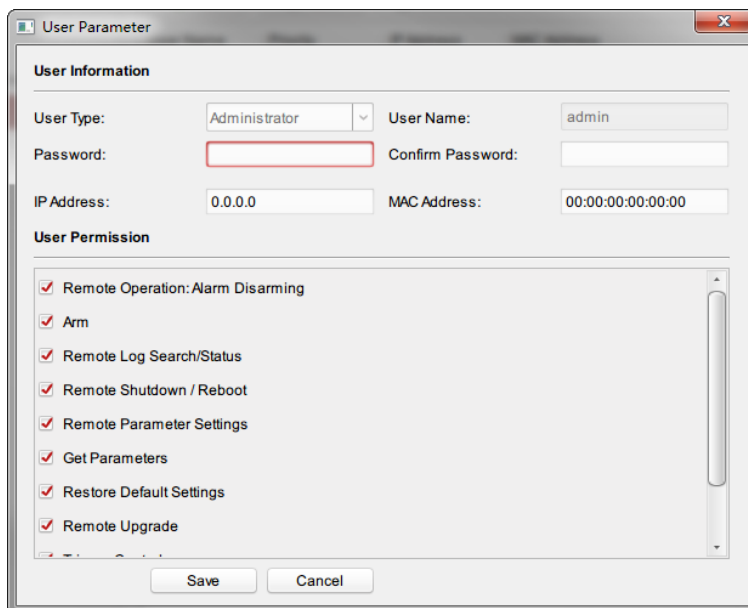 User Parameter
User Information
User Type: Administrator User Name: admin
Password: Confirm Password:
IP Address: 0.0.0.0 MAC Address: 00:00:00:00:00:00
User Permission
Remote Operation: Alarm Disarming
Arm
Remote Log Search/Status
Remote Shutdown / Reboot
Remote Parameter Settings
Get Parameters
Restore Default Settings
Remote Upgrade
Save Cancel